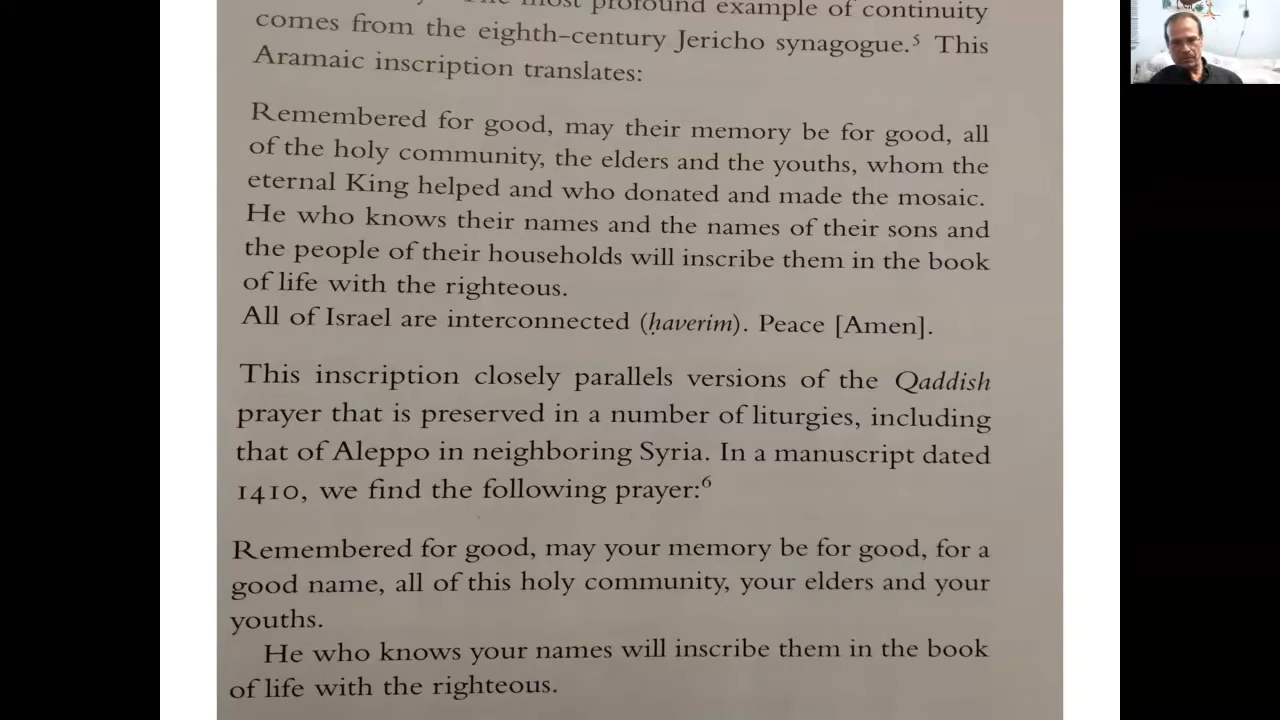 most profound example of continuity
comes from the eighth-century Jericho synagogue.⁵ This
Aramaic inscription translates:
Remembered for good, may their memory be for good, all
of the holy community, the elders and the youths, whom the
eternal King helped and who donated and made the mosaic.
He who knows their names and the names of their sons and
the people of their households will inscribe them in the book
of life with the righteous.
All of Israel are interconnected (ḥaverim). Peace [Amen].
This inscription closely parallels versions of the Qaddish
prayer that is preserved in a number of liturgies, including
that of Aleppo in neighboring Syria. In a manuscript dated
1410, we find the following prayer:⁶
Remembered for good, may your memory be for good, for a
good name, all of this holy community, your elders and your
youths.
He who knows your names will inscribe them in the book
of life with the righteous.